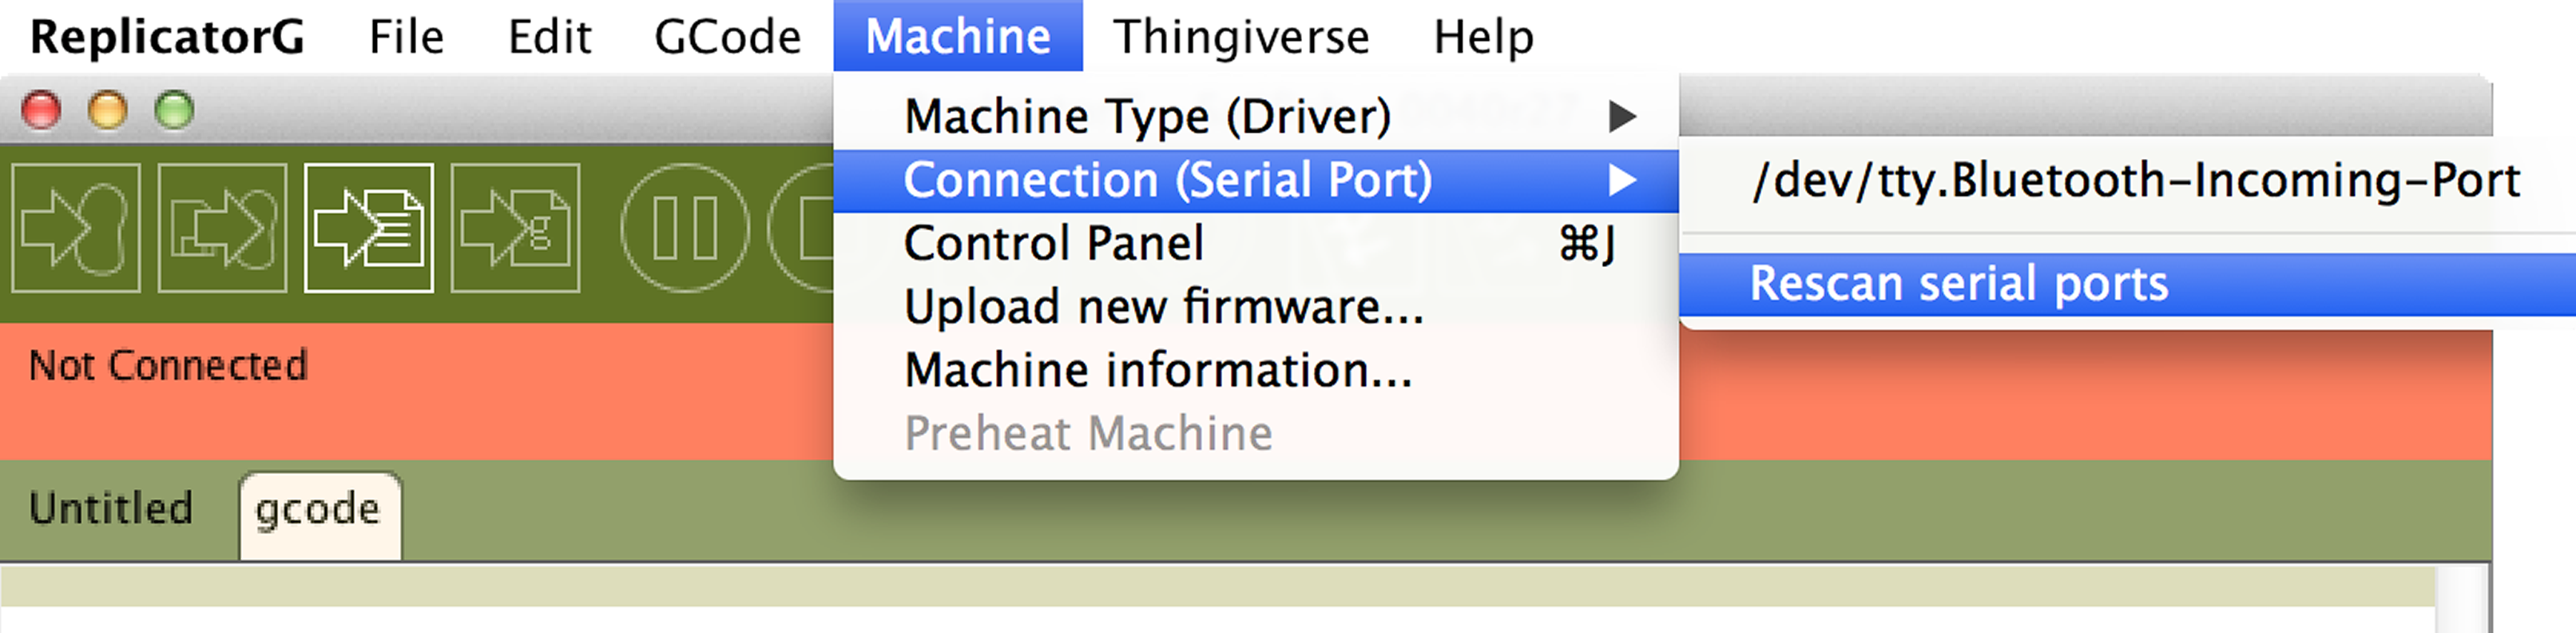 ReplicatorG File Edit GCode Machine Thingiverse Help
Machine Type (Driver)
Connection (Serial Port)
/dev/tty.Bluetooth-Incoming-Port
Control Panel ⌘J
Rescan serial ports
Upload new firmware...
Not Connected
Machine information...
Preheat Machine
Untitled gcode
g